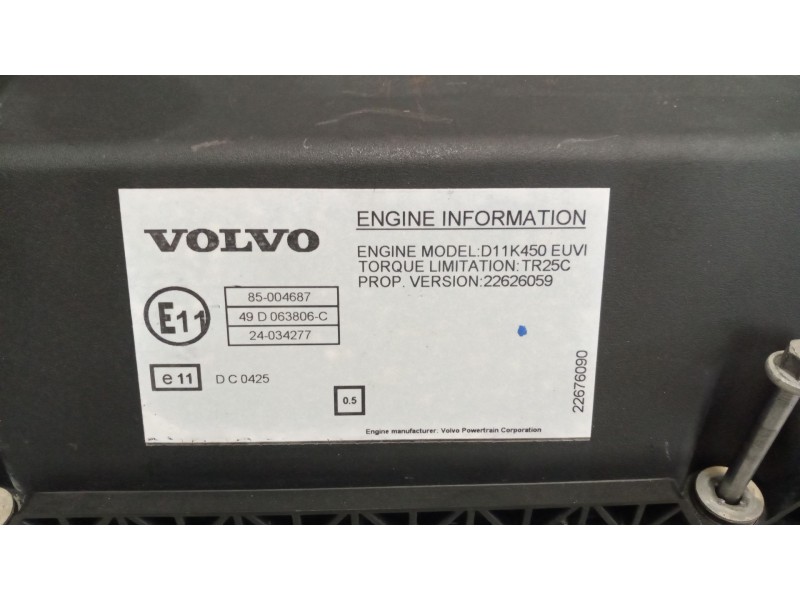 VOLVO
ENGINE INFORMATION
ENGINE MODEL:D11K450 EUVI
TORQUE LIMITATION:TR25C
PROP. VERSION:22626059
E11
85-004687
49 D 063806-C
24-034277
e 11
D C 0425
0.5
22676090
Engine manufacturer: Volvo Powertrain Corporation